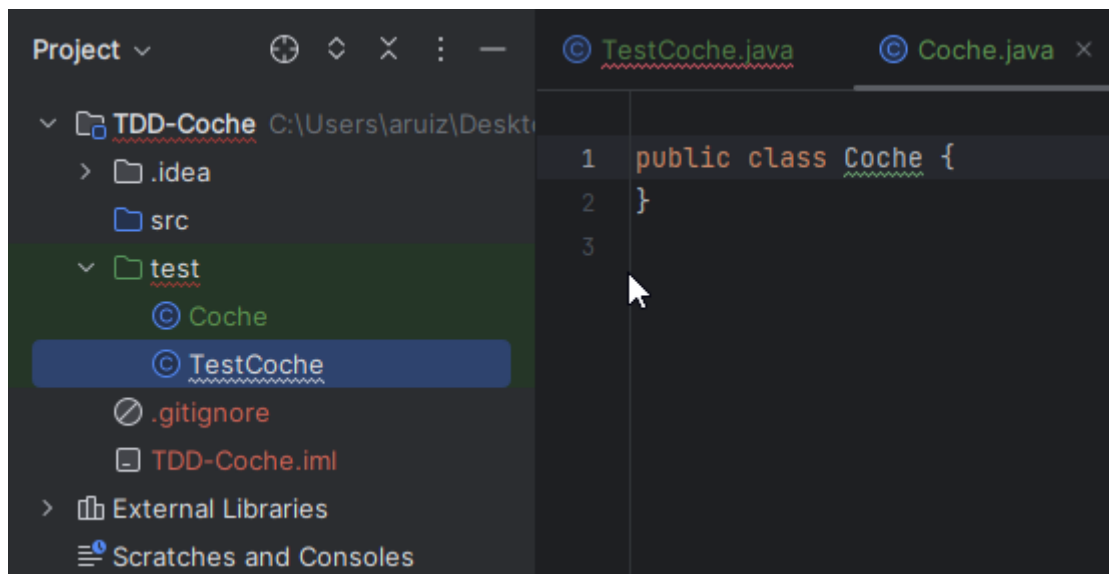 Project
TDD-Coche C:\Users\aruiz\Deskt
.idea
src
test
Coche
TestCoche
.gitignore
TDD-Coche.iml
External Libraries
Scratches and Consoles
TestCoche.java Coche.java
1 public class Coche {
2 }
3